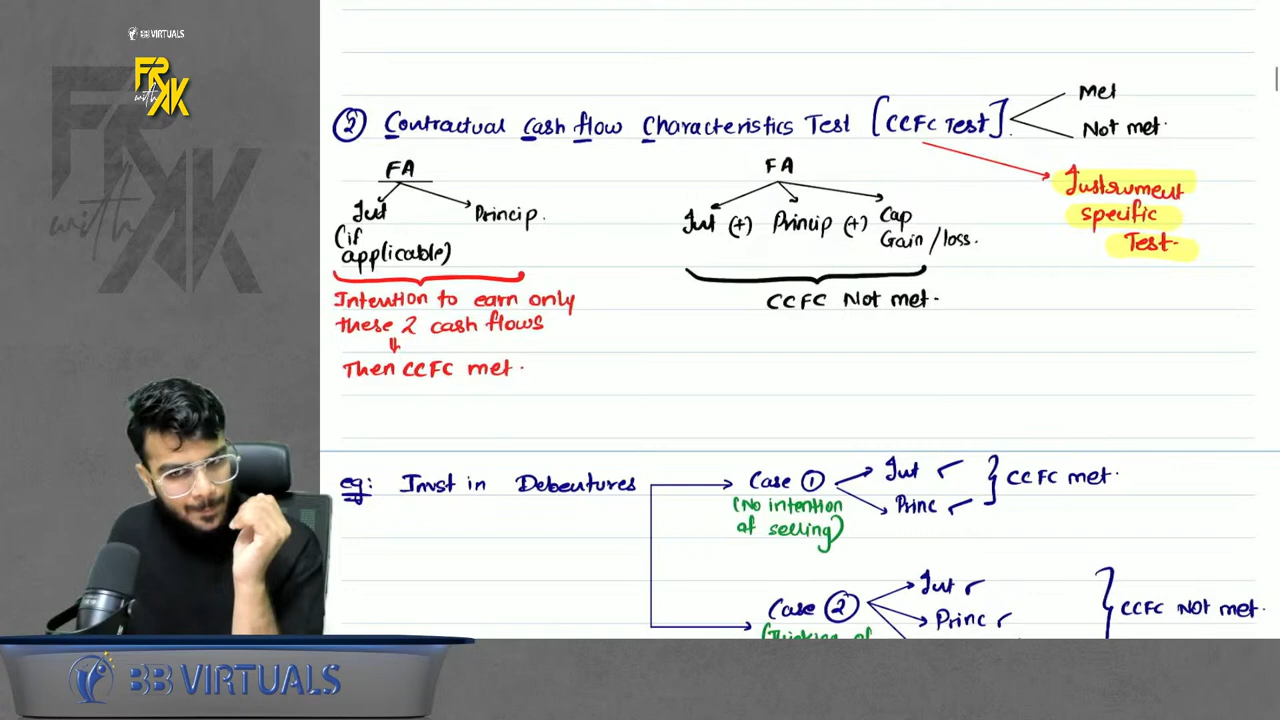 BB VIRTUALS
FR
with
KK
② Contractual Cash flow Characteristics Test [CCFC Test]
Met
Not met.
FA
Int
(if
applicable)
Princip.
Intention to earn only
these 2 cash flows
Then CCFC met.
FA
Int (+) Princip (+) Cap
Gain / loss.
CCFC Not met.
Instrument
specific
Test.
eg: Invst in Debentures
Case ①
(No intention
of selling)
Int ✓
Princ ✓
CCFC met.
Case ②
(Thinking of
Int ✓
Princ ✓
CCFC Not met.
BB VIRTUALS